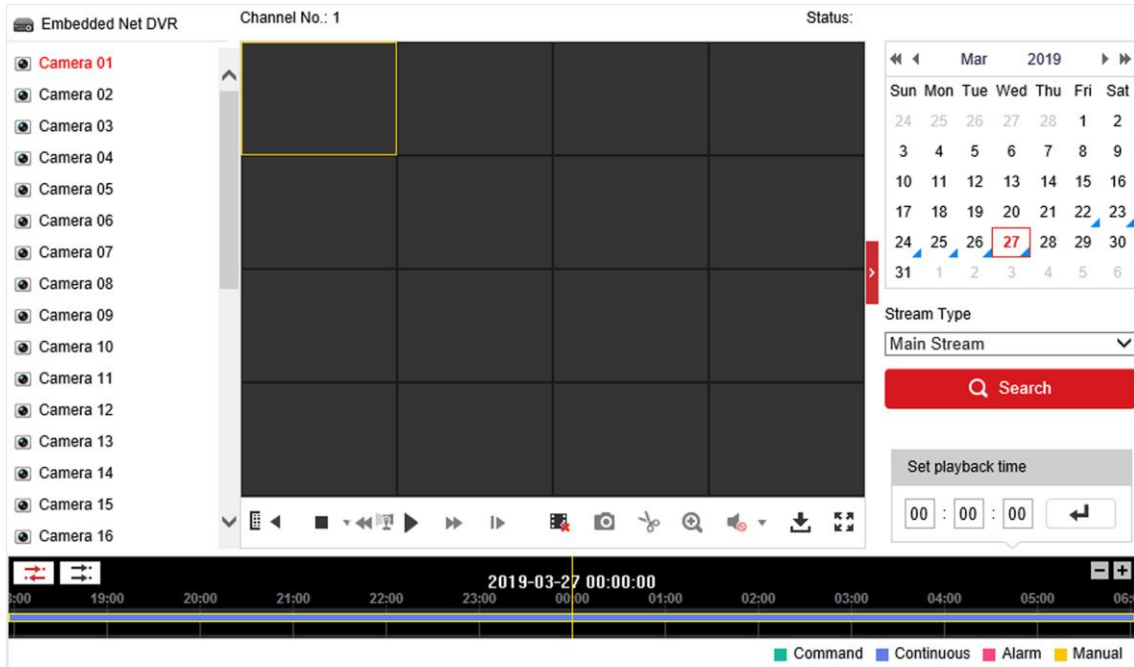 Embedded Net DVR
Channel No.: 1
Status:
Camera 01
Camera 02
Camera 03
Camera 04
Camera 05
Camera 06
Camera 07
Camera 08
Camera 09
Camera 10
Camera 11
Camera 12
Camera 13
Camera 14
Camera 15
Camera 16
Mar 2019
Sun Mon Tue Wed Thu Fri Sat
24 25 26 27 28 1 2
3 4 5 6 7 8 9
10 11 12 13 14 15 16
17 18 19 20 21 22 23
24 25 26 27 28 29 30
31 1 2 3 4 5 6
Stream Type
Main Stream
Search
Set playback time
00 : 00 : 00
2019-03-27 00:00:00
8:00 19:00 20:00 21:00 22:00 23:00 00:00 01:00 02:00 03:00 04:00 05:00 06:
Command Continuous Alarm Manual